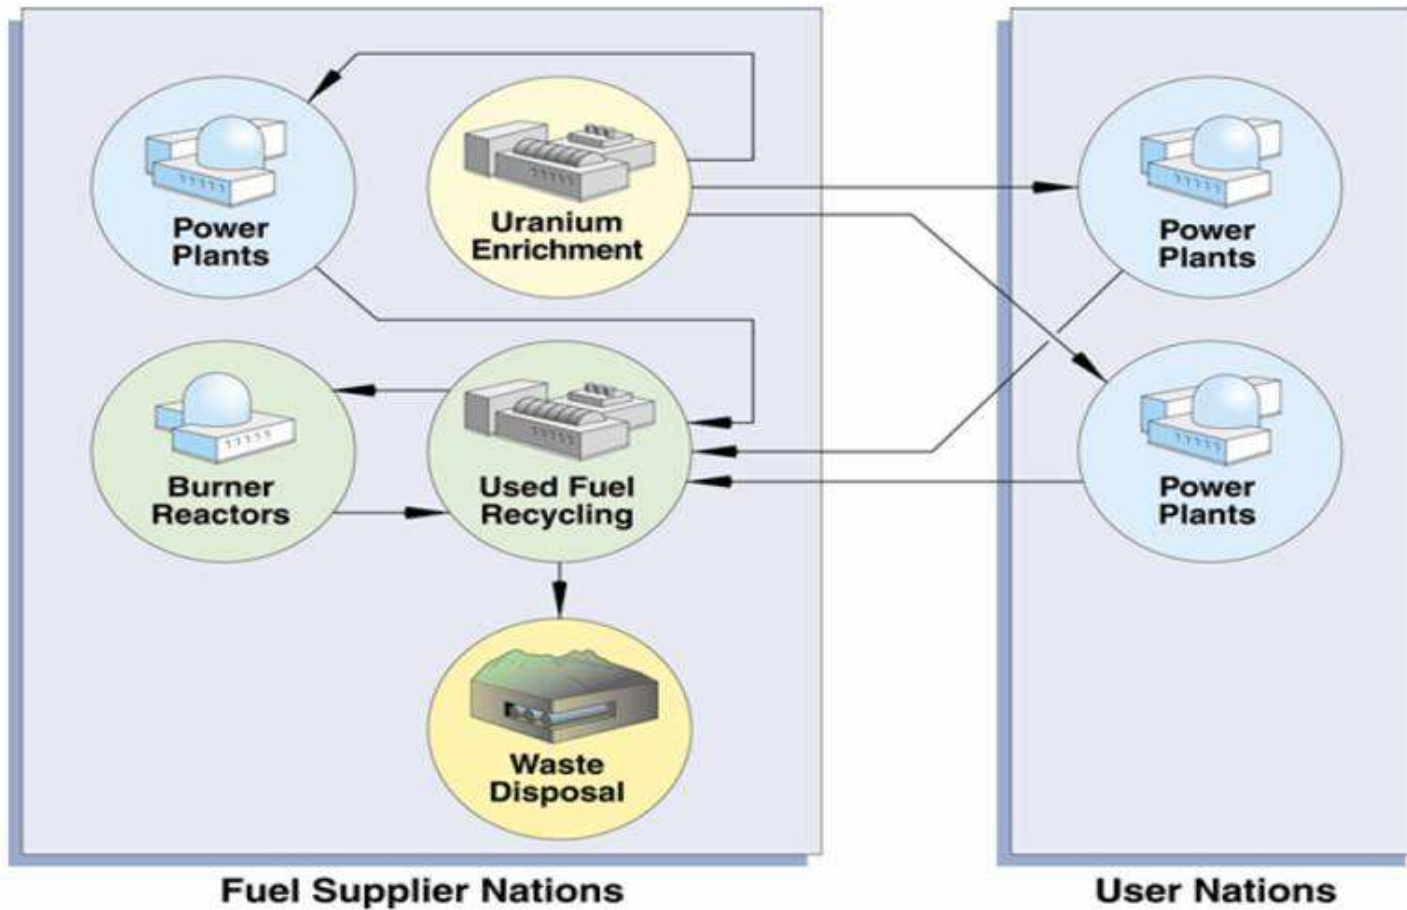 Power
Plants
Uranium
Enrichment
Power
Plants
Burner
Reactors
Used Fuel
Recycling
Power
Plants
Waste
Disposal
Fuel Supplier Nations
User Nations